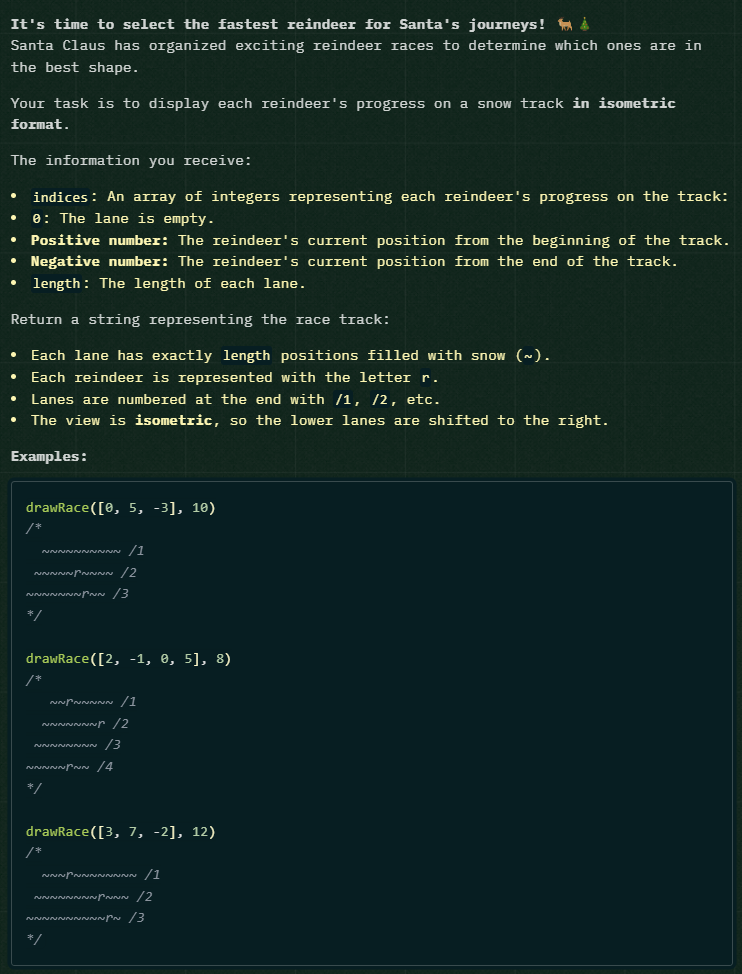 It's time to select the fastest reindeer for Santa's journeys! 🦌🎄
Santa Claus has organized exciting reindeer races to determine which ones are in
the best shape.
Your task is to display each reindeer's progress on a snow track in isometric
format.
The information you receive:
• indices: An array of integers representing each reindeer's progress on the track:
• 0: The lane is empty.
• Positive number: The reindeer's current position from the beginning of the track.
• Negative number: The reindeer's current position from the end of the track.
• length: The length of each lane.
Return a string representing the race track:
• Each lane has exactly length positions filled with snow (~).
• Each reindeer is represented with the letter r.
• Lanes are numbered at the end with /1, /2, etc.
• The view is isometric, so the lower lanes are shifted to the right.
Examples:
drawRace([0, 5, -3], 10)
/*
  ~~~~~~~~~~ /1
 ~~~~~r~~~~ /2
~~~~~~~r~~ /3
*/
drawRace([2, -1, 0, 5], 8)
/*
   ~~r~~~~~ /1
  ~~~~~~~r /2
 ~~~~~~~~ /3
~~~~~r~~ /4
*/
drawRace([3, 7, -2], 12)
/*
  ~~~r~~~~~~~~ /1
 ~~~~~~~~r~~~ /2
~~~~~~~~~~r~ /3
*/